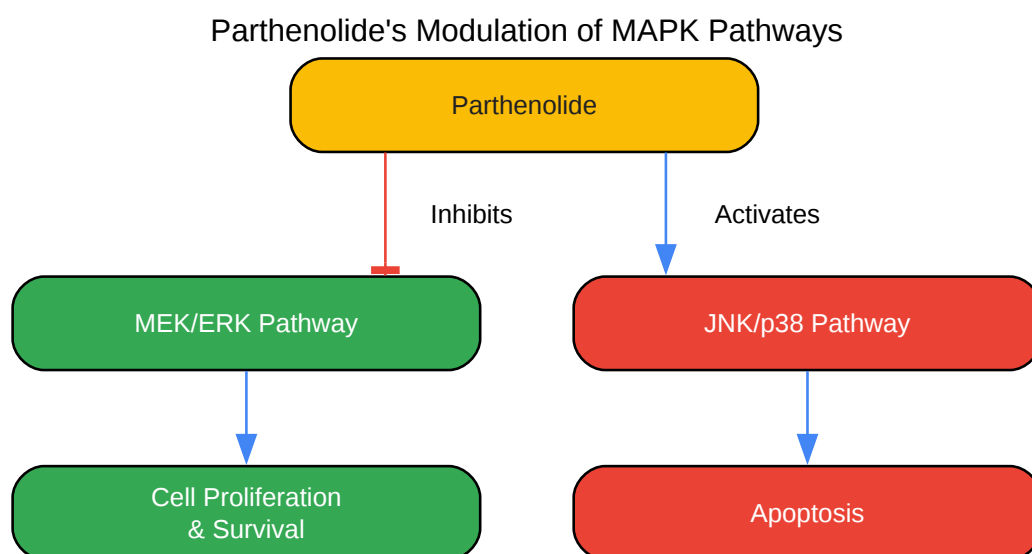 Parthenolide's Modulation of MAPK Pathways
Parthenolide
Inhibits
Activates
MEK/ERK Pathway
JNK/p38 Pathway
Cell Proliferation
& Survival
Apoptosis